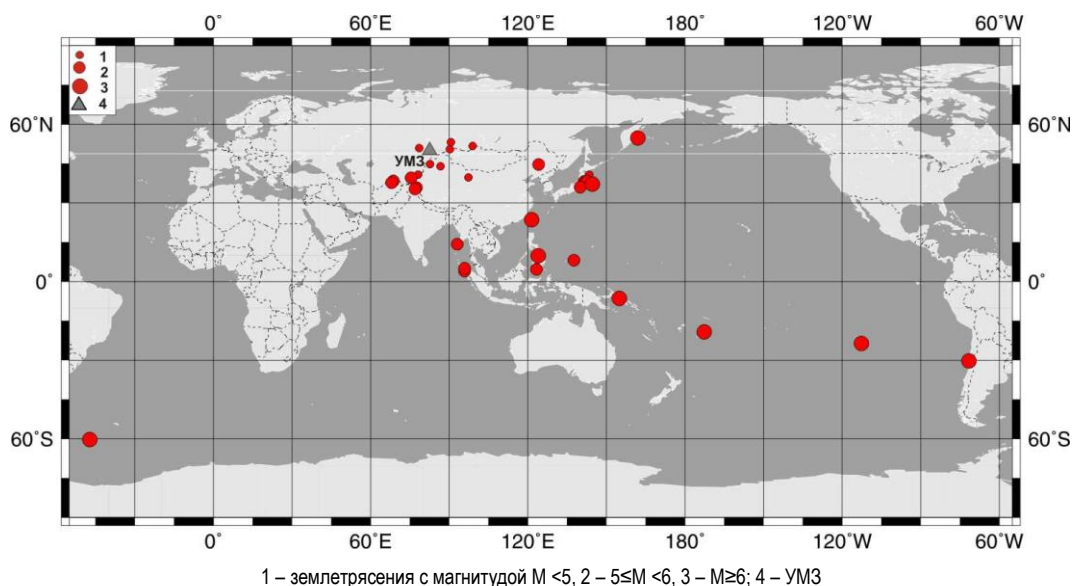 0˚ 60˚E 120˚E 180˚ 120˚W 60˚W
1
2
3
4
60˚N 60˚N
УМЗ
0˚ 0˚
60˚S 60˚S
0˚ 60˚E 120˚E 180˚ 120˚W 60˚W
1 – землетрясения с магнитудой М <5, 2 – 5≤М <6, 3 – М≥6; 4 – УМЗ